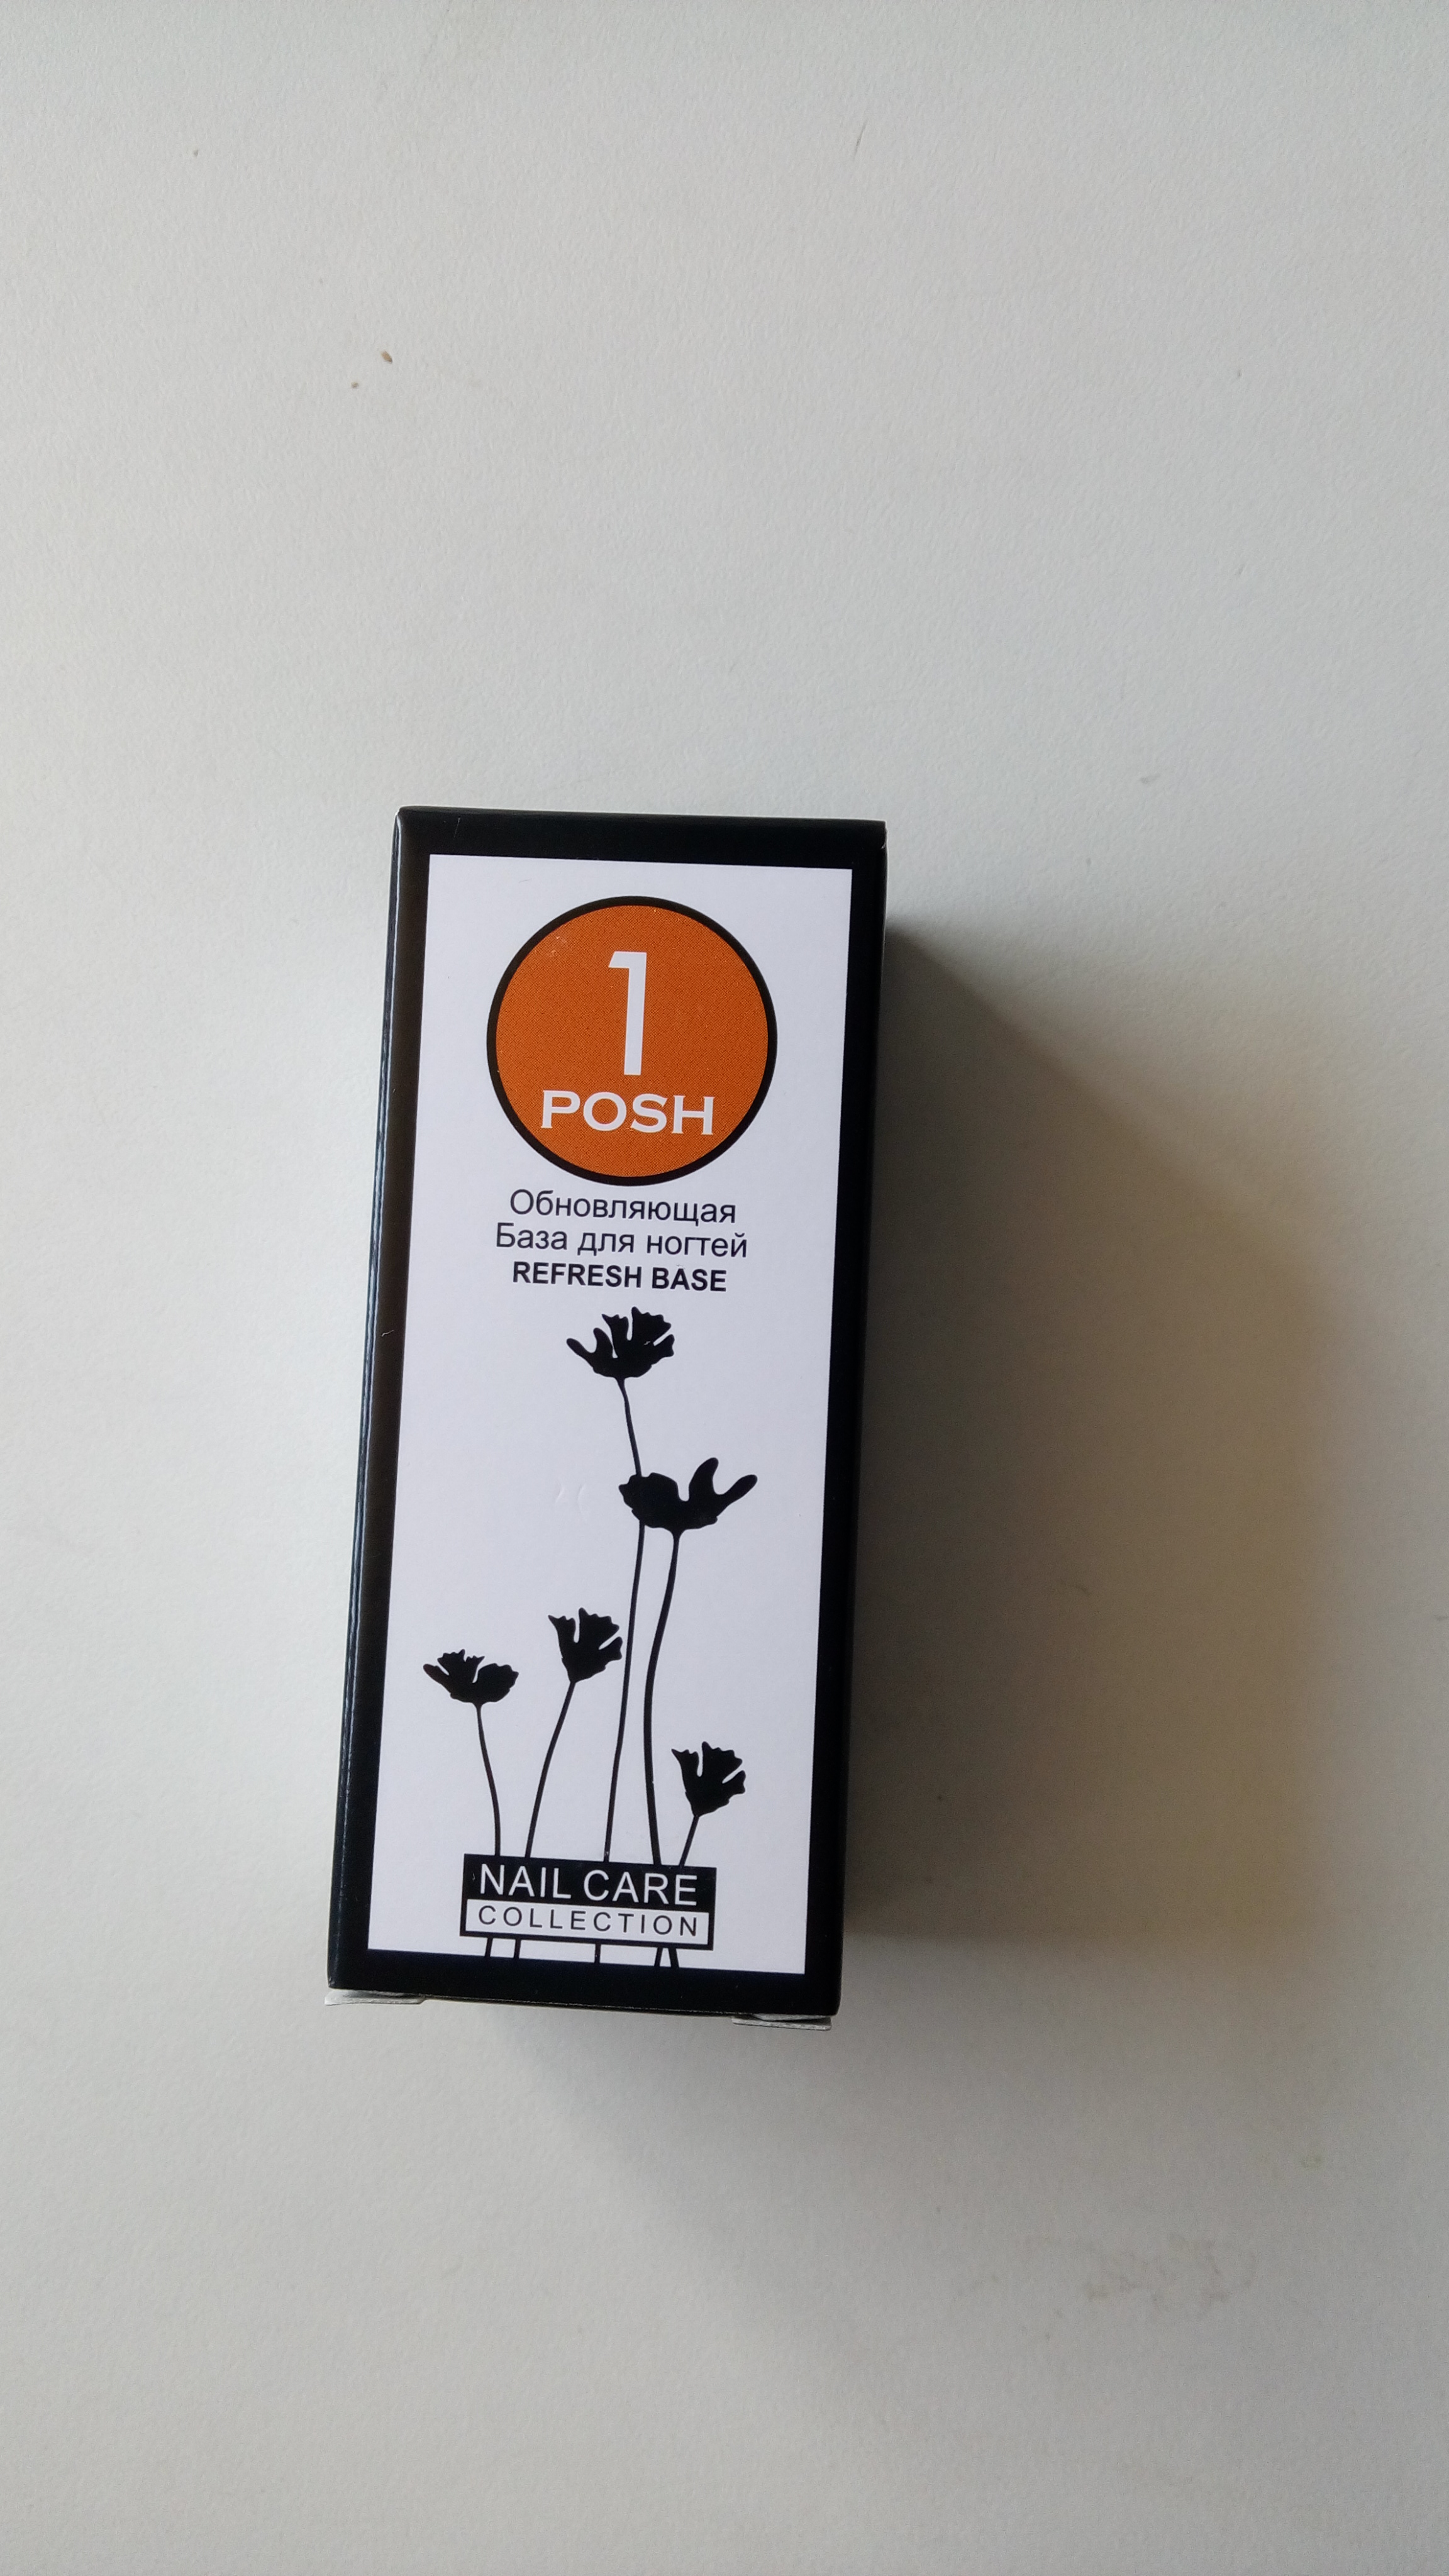 1
POSH
Обновляющая
База для ногтей
REFRESH BASE
NAIL CARE
COLLECTION